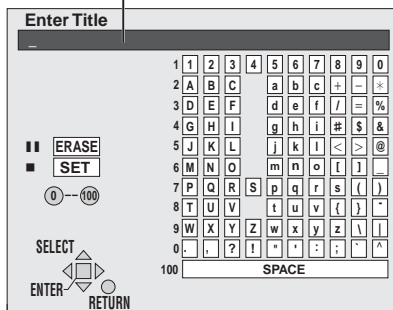 Enter Title
_
1 1 2 3 4 5 6 7 8 9 0
2 A B C a b c + − *
3 D E F d e f / = %
4 G H I g h i # $ &
5 J K L j k l < > @
6 M N O m n o [ ] _
7 P Q R S p q r s ( )
8 T U V t u v { } ¯
9 W X Y Z w x y z \ |
0 . , ? ! " ' : ; ` ^
100 SPACE
ERASE
SET
0 -- 100
SELECT
ENTER
RETURN